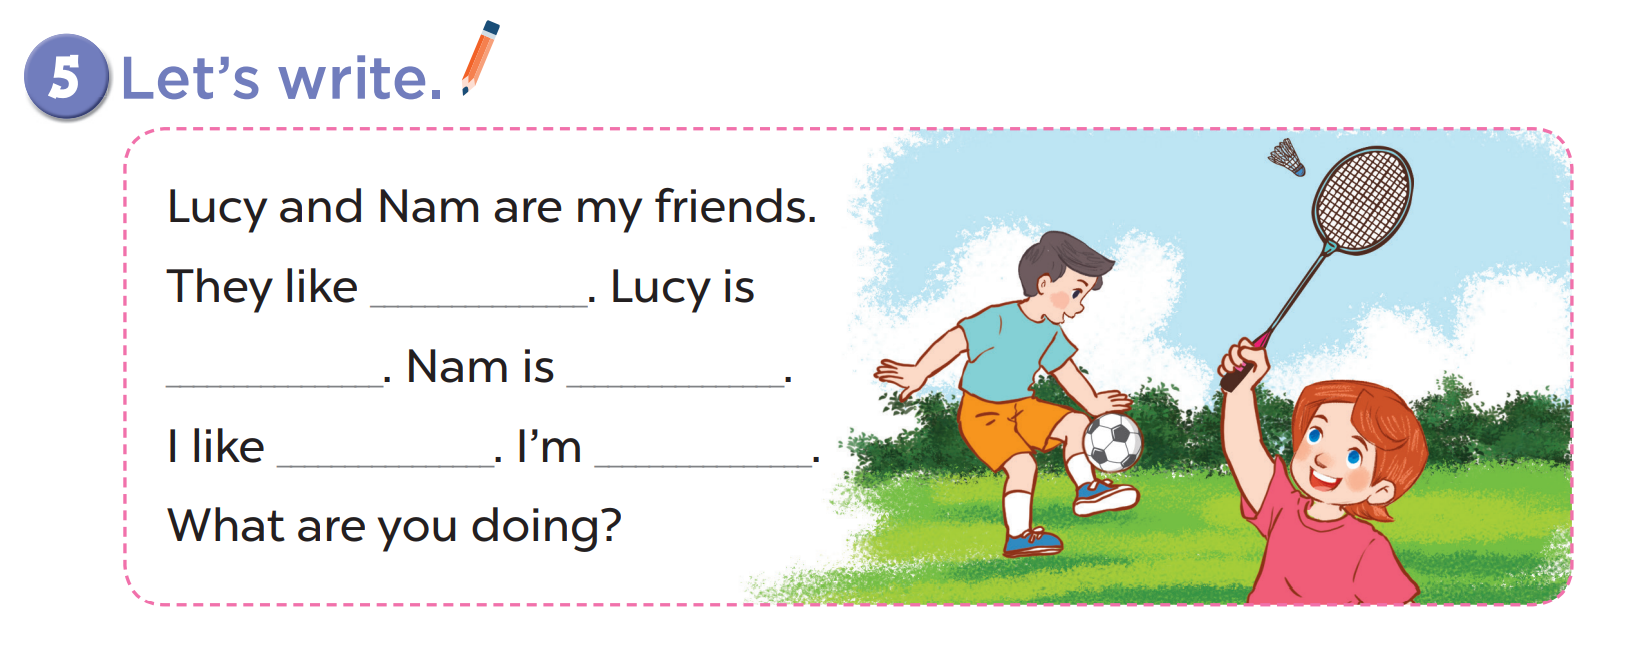 5 Let's write.
Lucy and Nam are my friends.
They like __________. Lucy is
__________. Nam is __________.
I like __________. I'm __________.
What are you doing?